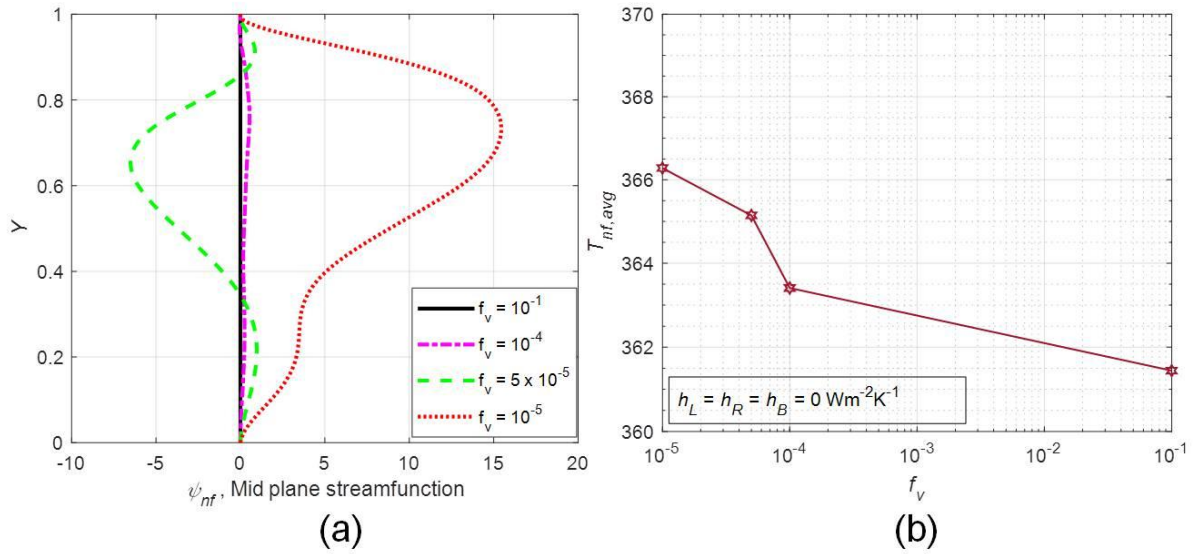 1
0.8
0.6
0.4
0.2
0
Y
-10 -5 0 5 10 15 20
ψnf , Mid plane streamfunction
fv = 10-1
fv = 10-4
fv = 5 x 10-5
fv = 10-5
(a)
370
368
366
364
362
360
Tnf,avg
hL = hR = hB = 0 Wm-2K-1
10-5 10-4 10-3 10-2 10-1
fv
(b)